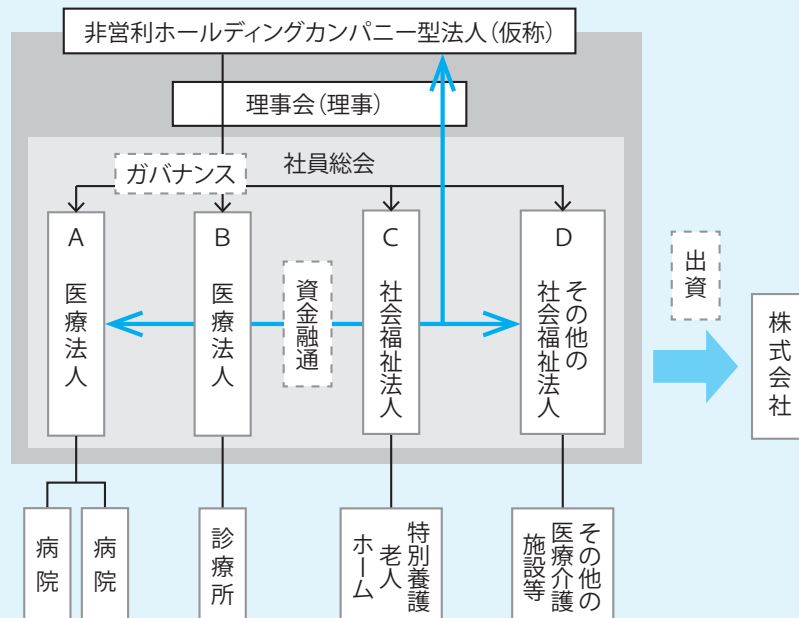 非営利ホールディングカンパニー型法人(仮称)
理事会(理事)
ガバナンス
社員総会
A
医療法人
B
医療法人
資金融通
C
社会福祉法人
D
その他の
社会福祉法人
出資
株式会社
病院
病院
診療所
特別養護
老人
ホーム
その他の
医療介護
施設等